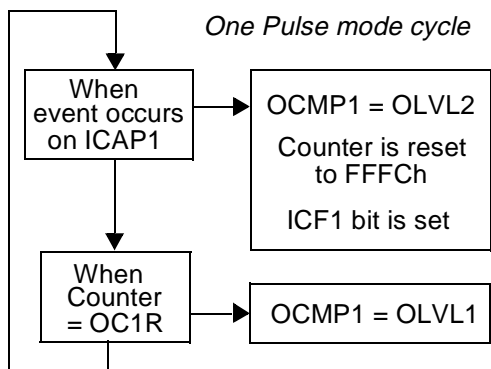 One Pulse mode cycle
When
event occurs
on ICAP1
OCMP1 = OLVL2
Counter is reset
to FFFCh
ICF1 bit is set
When
Counter
= OC1R
OCMP1 = OLVL1